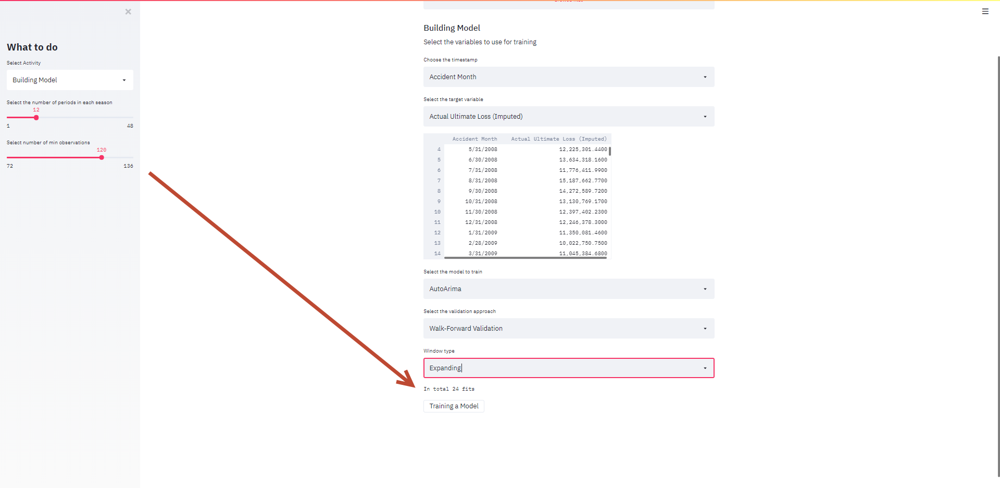 What to do
Select Activity
Building Model
Select the number of periods in each season
12
1 48
Select number of min observations
120
72 136
Building Model
Select the variables to use for training
Choose the timestamp
Accident Month
Select the target variable
Actual Ultimate Loss (Imputed)
Accident Month Actual Ultimate Loss (Imputed)
4 5/31/2008 12,225,301.4400
5 6/30/2008 13,634,318.1600
6 7/31/2008 11,776,411.9900
7 8/31/2008 15,187,662.7700
8 9/30/2008 14,272,589.7200
9 10/31/2008 13,130,769.1700
10 11/30/2008 12,397,402.2300
11 12/31/2008 12,246,378.3000
12 1/31/2009 11,350,081.4600
13 2/28/2009 10,022,750.7500
14 3/31/2009 11,045,384.6800
Select the model to train
AutoArima
Select the validation approach
Walk-Forward Validation
Window type
Expanding
In total 24 fits
Training a Model